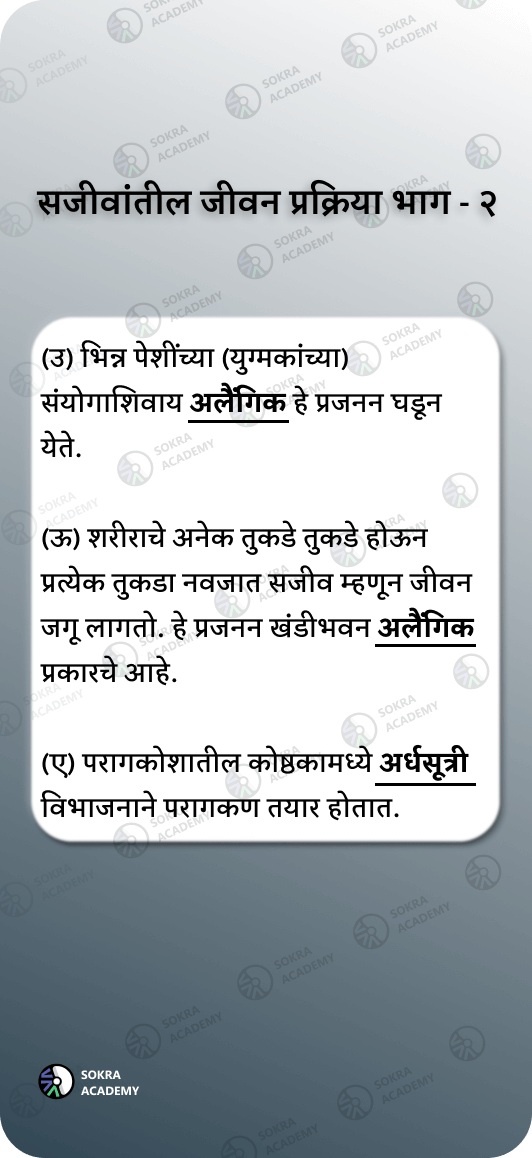 सजीवांतील जीवन प्रक्रिया भाग - २
(उ) भिन्न पेशींच्या (युग्मकांच्या)
संयोगाशिवाय अलैंगिक हे प्रजनन घडून
येते.
(ऊ) शरीराचे अनेक तुकडे तुकडे होऊन
प्रत्येक तुकडा नवजात सजीव म्हणून जीवन
जगू लागतो. हे प्रजनन खंडीभवन अलैंगिक
प्रकारचे आहे.
(ए) परागकोशातील कोष्ठकामध्ये अर्धसूत्री
विभाजनाने परागकण तयार होतात.
SOKRA
ACADEMY